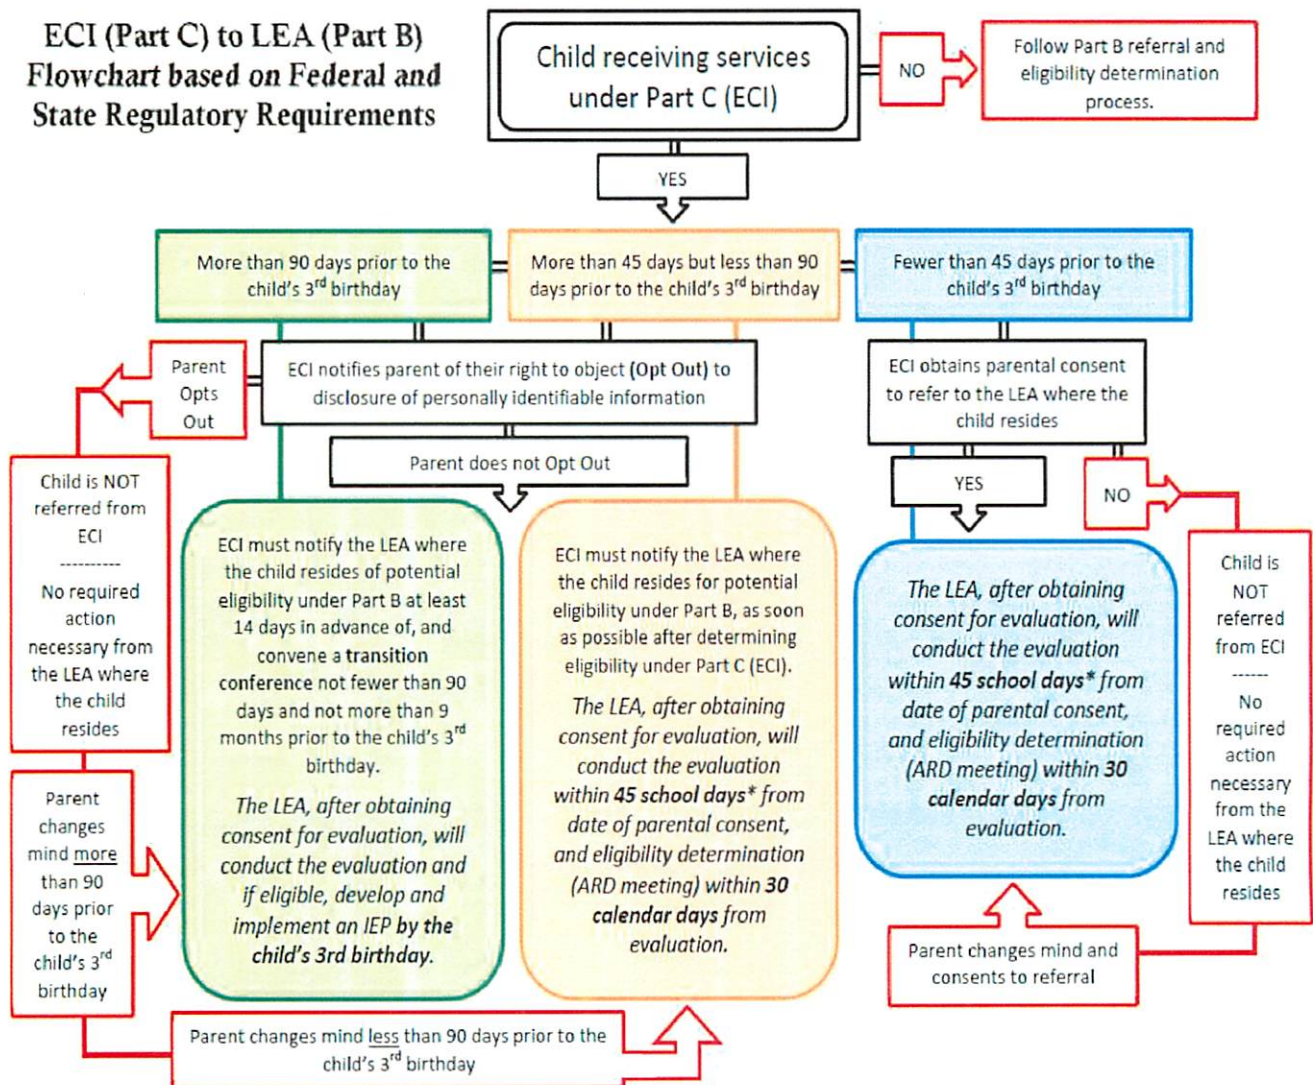 ECI (Part C) to LEA (Part B)
Flowchart based on Federal and
State Regulatory Requirements
Child receiving services
under Part C (ECI)
NO
Follow Part B referral and
eligibility determination
process.
YES
More than 90 days prior to the
child's 3rd birthday
More than 45 days but less than 90
days prior to the child's 3rd birthday
Fewer than 45 days prior to the
child's 3rd birthday
Parent
Opts
Out
ECI notifies parent of their right to object (Opt Out) to
disclosure of personally identifiable information
ECI obtains parental consent
to refer to the LEA where the
child resides
Parent does not Opt Out
YES
NO
Child is NOT
referred from
ECI
----------
No required
action
necessary from
the LEA where
the child
resides
ECI must notify the LEA where
the child resides of potential
eligibility under Part B at least
14 days in advance of, and
convene a transition
conference not fewer than 90
days and not more than 9
months prior to the child's 3rd
birthday.
The LEA, after obtaining
consent for evaluation, will
conduct the evaluation and
if eligible, develop and
implement an IEP by the
child's 3rd birthday.
ECI must notify the LEA where
the child resides for potential
eligibility under Part B, as soon
as possible after determining
eligibility under Part C (ECI).
The LEA, after obtaining
consent for evaluation, will
conduct the evaluation
within 45 school days* from
date of parental consent,
and eligibility determination
(ARD meeting) within 30
calendar days from
evaluation.
The LEA, after obtaining
consent for evaluation, will
conduct the evaluation
within 45 school days* from
date of parental consent,
and eligibility determination
(ARD meeting) within 30
calendar days from
evaluation.
Child is
NOT
referred
from ECI
------
No
required
action
necessary
from the
LEA where
the child
resides
Parent
changes
mind more
than 90
days prior
to the
child's 3rd
birthday
Parent changes mind and
consents to referral
Parent changes mind less than 90 days prior to the
child's 3rd birthday